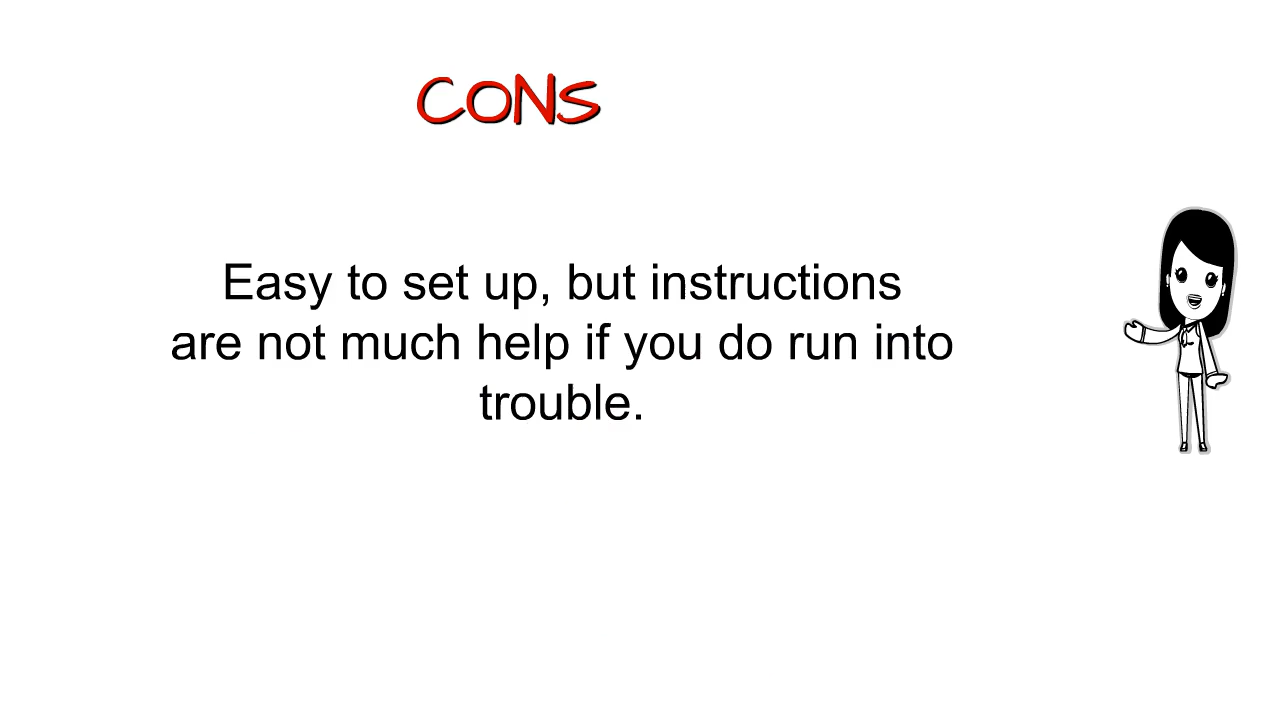 CONS
Easy to set up, but instructions
are not much help if you do run into
trouble.